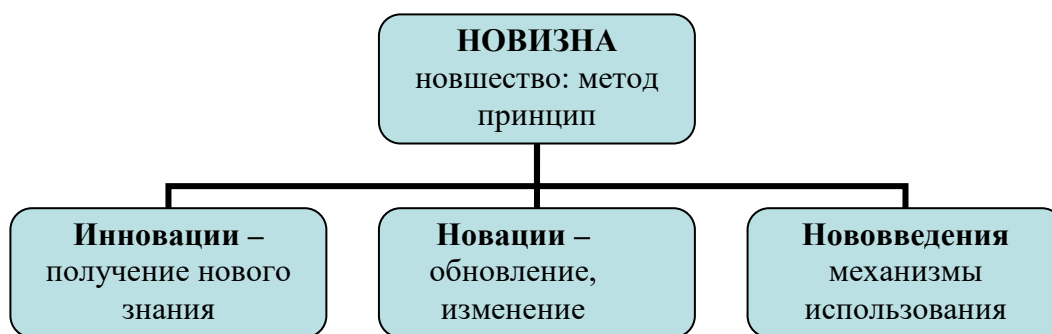 НОВИЗНА
новшество: метод
принцип
Инновации –
получение нового
знания
Новации –
обновление,
изменение
Нововведения
механизмы
использования